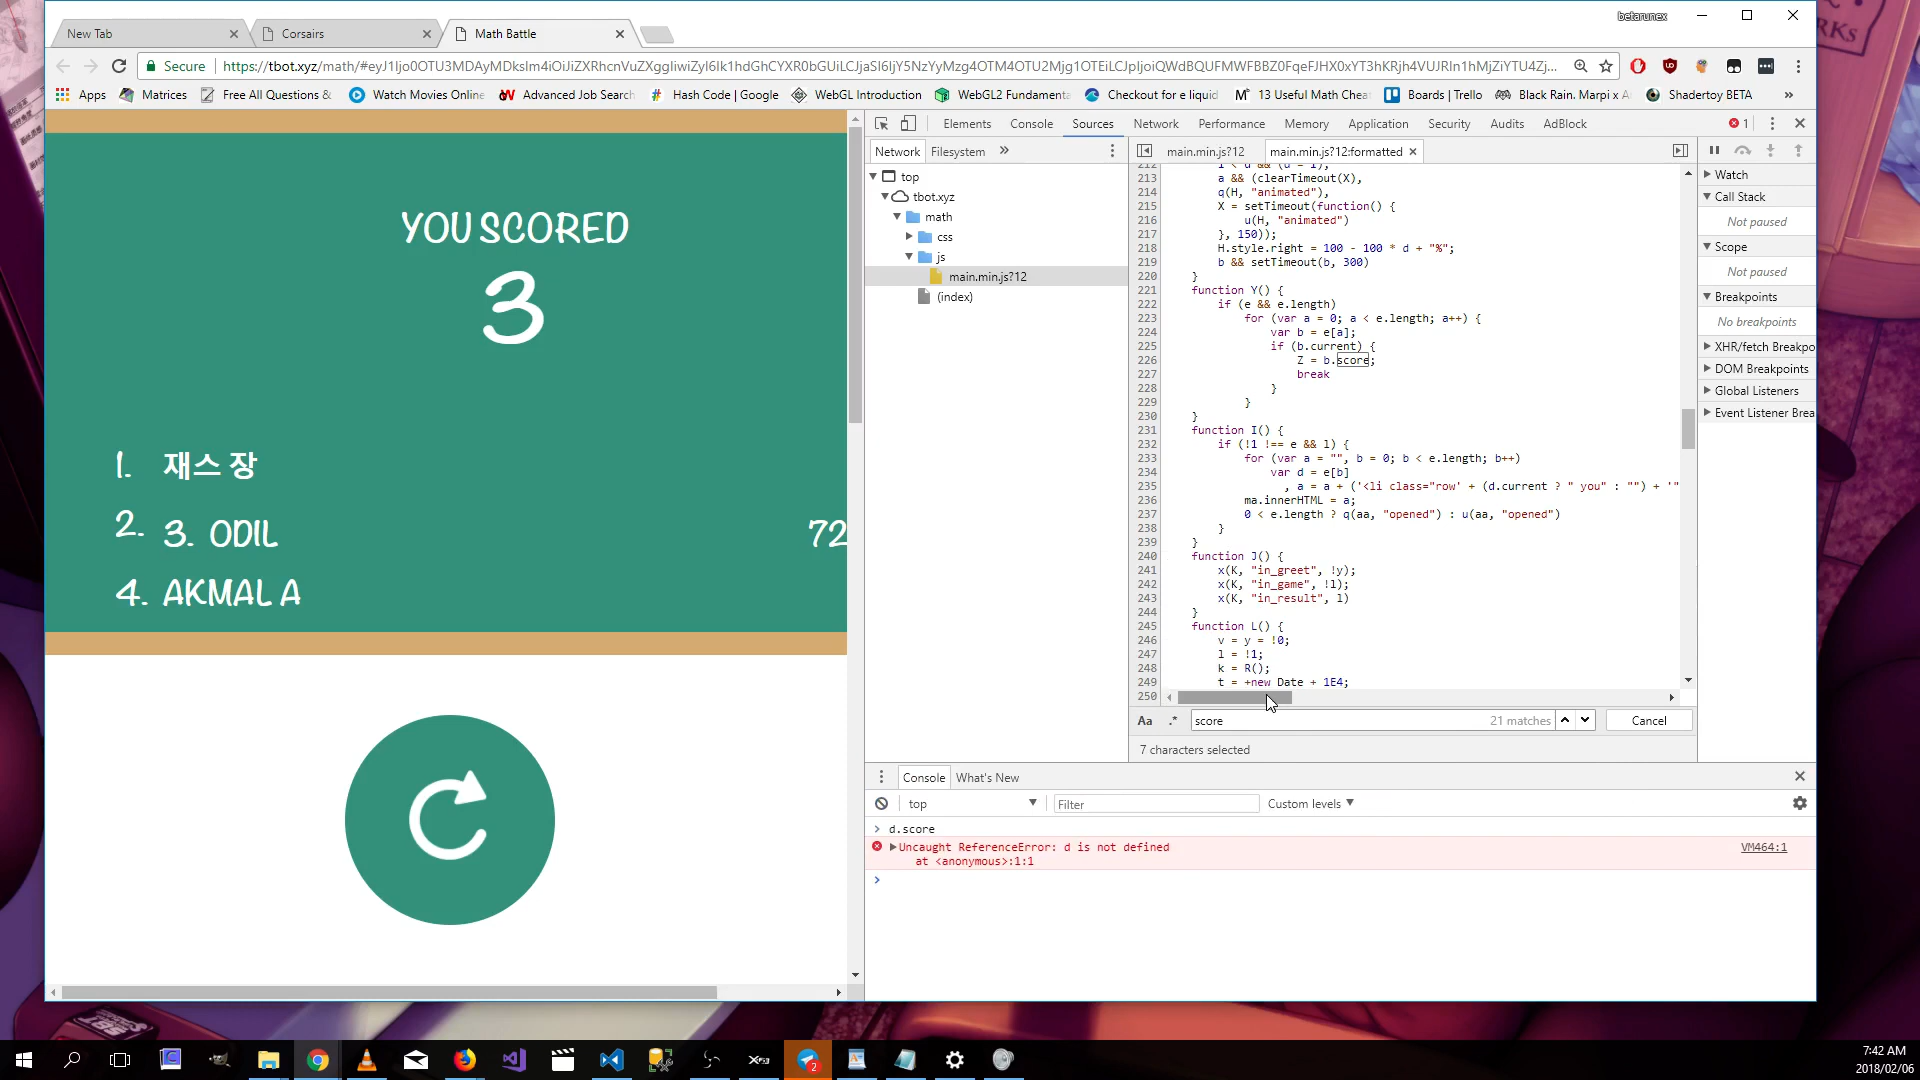 betarunex
New Tab
Corsairs
Math Battle
Secure
Apps
Matrices
Free All Questions &
Watch Movies Online
Advanced Job Search
Hash Code | Google
WebGL Introduction
WebGL2 Fundamenta
Checkout for e liquid
13 Useful Math Chea
Boards | Trello
Black Rain. Marpi x A
Shadertoy BETA
»
YOU SCORED
3
1. 재스 장
2. 3. ODIL 72
4. AKMAL A
Elements Console Sources Network Performance Memory Application Security Audits AdBlock
1
Network Filesystem »
top
tbot.xyz
math
css
js
main.min.js?12
(index)
main.min.js?12
main.min.js?12:formatted
213 a && (clearTimeout(X),
214 q(H, "animated"),
215 X = setTimeout(function() {
216 u(H, "animated")
217 }, 150));
218 H.style.right = 100 - 100 * d + "%";
219 b && setTimeout(b, 300)
220 }
221 function Y() {
222 if (e && e.length)
223 for (var a = 0; a < e.length; a++) {
224 var b = e[a];
225 if (b.current) {
226 Z = b.score;
227 break
228 }
229 }
230 }
231 function I() {
232 if (!1 !== e && l) {
233 for (var a = "", b = 0; b < e.length; b++)
234 var d = e[b]
235 , a = a + ('<li class="row' + (d.current ? " you" : "") + '"
236 ma.innerHTML = a;
237 0 < e.length ? q(aa, "opened") : u(aa, "opened")
238 }
239 }
240 function J() {
241 x(K, "in_greet", !y);
242 x(K, "in_game", !l);
243 x(K, "in_result", l)
244 }
245 function L() {
246 v = y = !0;
247 l = !1;
248 k = R();
249 t = +new Date + 1E4;
250
Aa .* score 21 matches Cancel
7 characters selected
Watch
Call Stack
Not paused
Scope
Not paused
Breakpoints
No breakpoints
XHR/fetch Breakpo
DOM Breakpoints
Global Listeners
Event Listener Brea
Console What's New
top Filter Custom levels
> d.score
Uncaught ReferenceError: d is not defined VM464:1
at <anonymous>:1:1
>
2
7:42 AM
2018/02/06